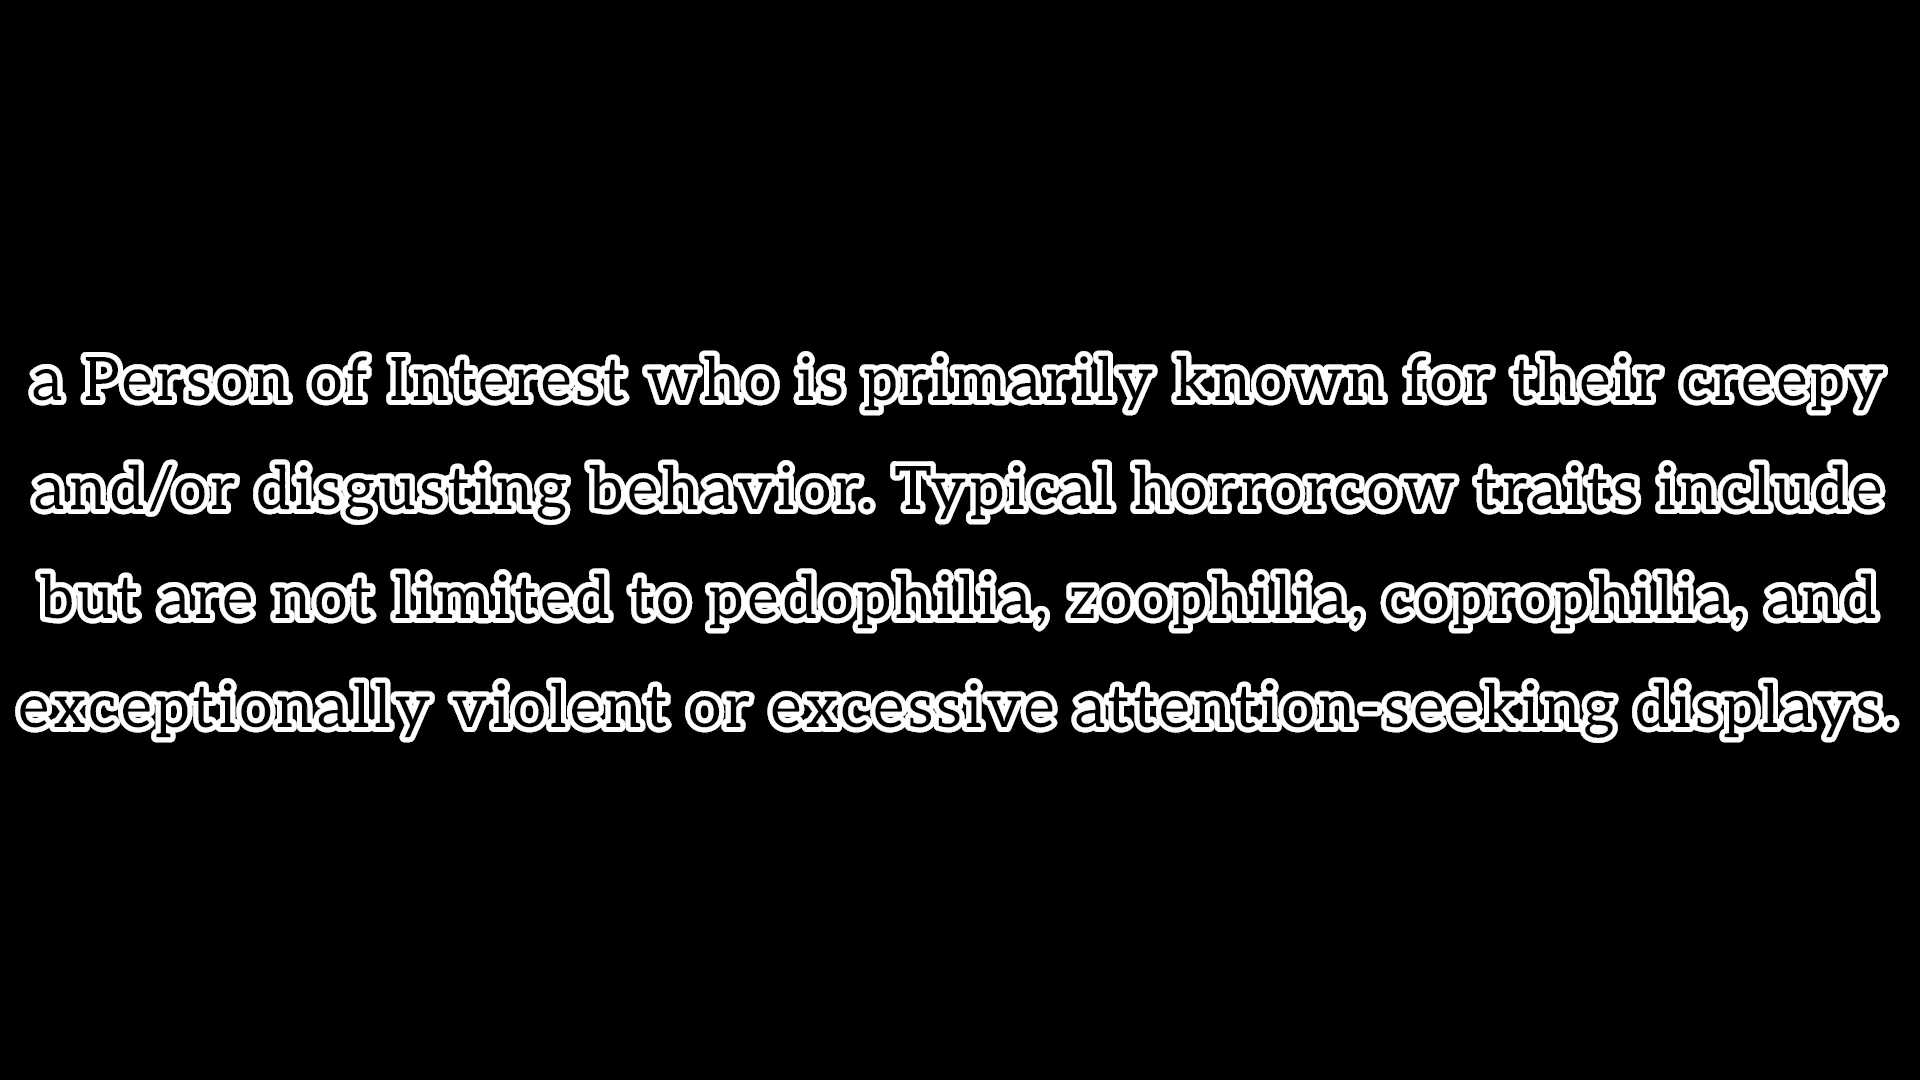 a Person of Interest who is primarily known for their creepy
and/or disgusting behavior. Typical horrorcow traits include
but are not limited to pedophilia, zoophilia, coprophilia, and
exceptionally violent or excessive attention-seeking displays.